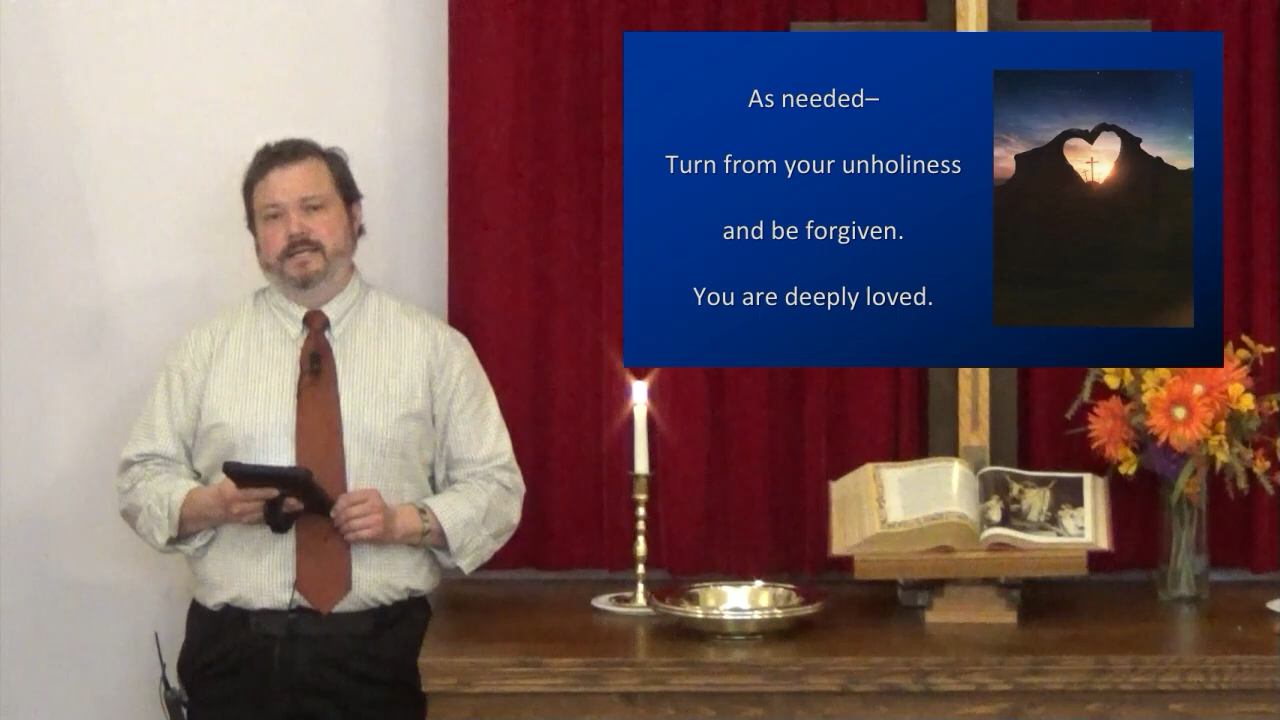 As needed–
Turn from your unholiness
and be forgiven.
You are deeply loved.